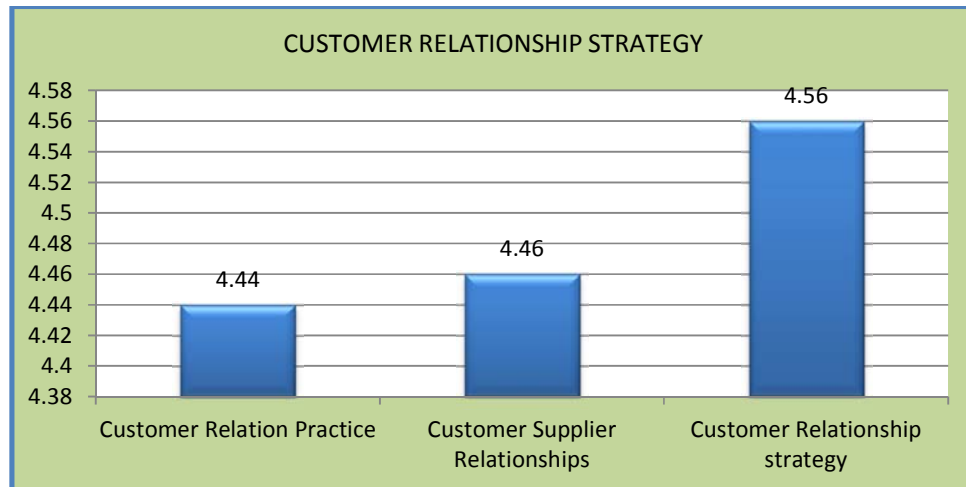 CUSTOMER RELATIONSHIP STRATEGY
4.58
4.56
4.54
4.52
4.5
4.48
4.46
4.44
4.42
4.4
4.38
4.44
4.46
4.56
Customer Relation Practice
Customer Supplier
Relationships
Customer Relationship
strategy